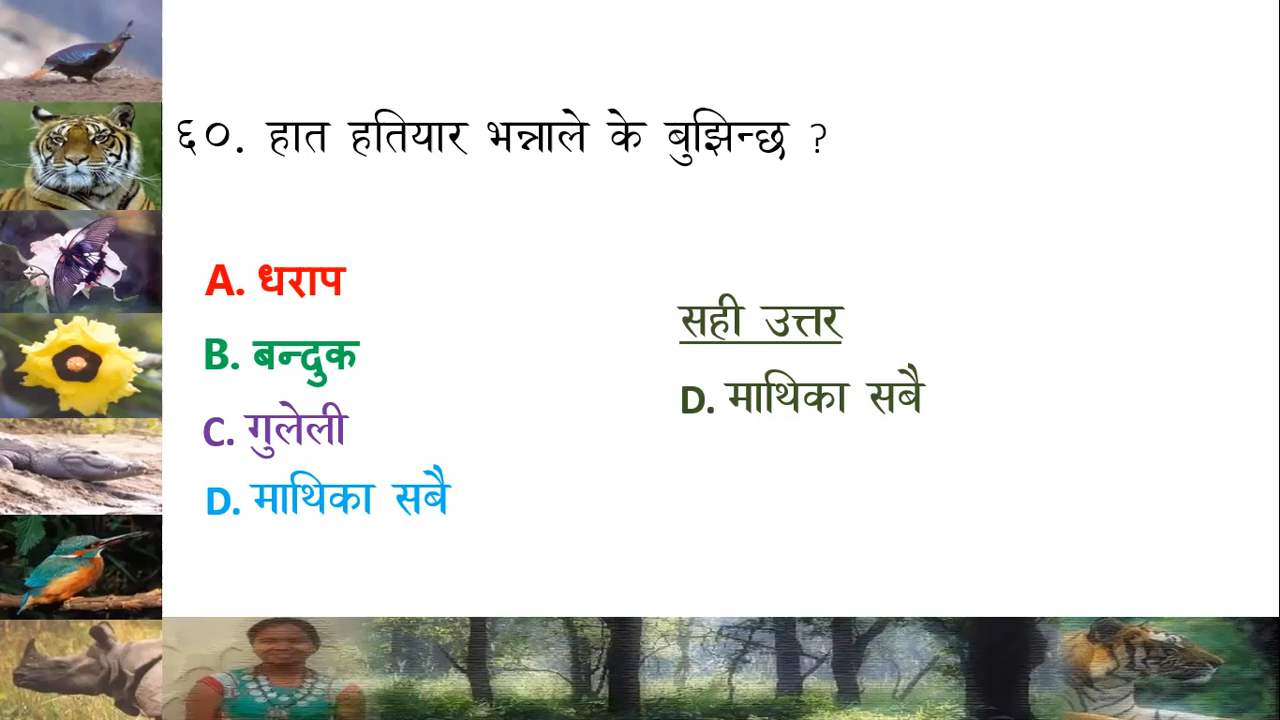 ६०. हात हतियार भन्नाले के बुझिन्छ ?
A. धराप
B. बन्दुक
C. गुलेली
D. माथिका सबै
सही उत्तर
D. माथिका सबै